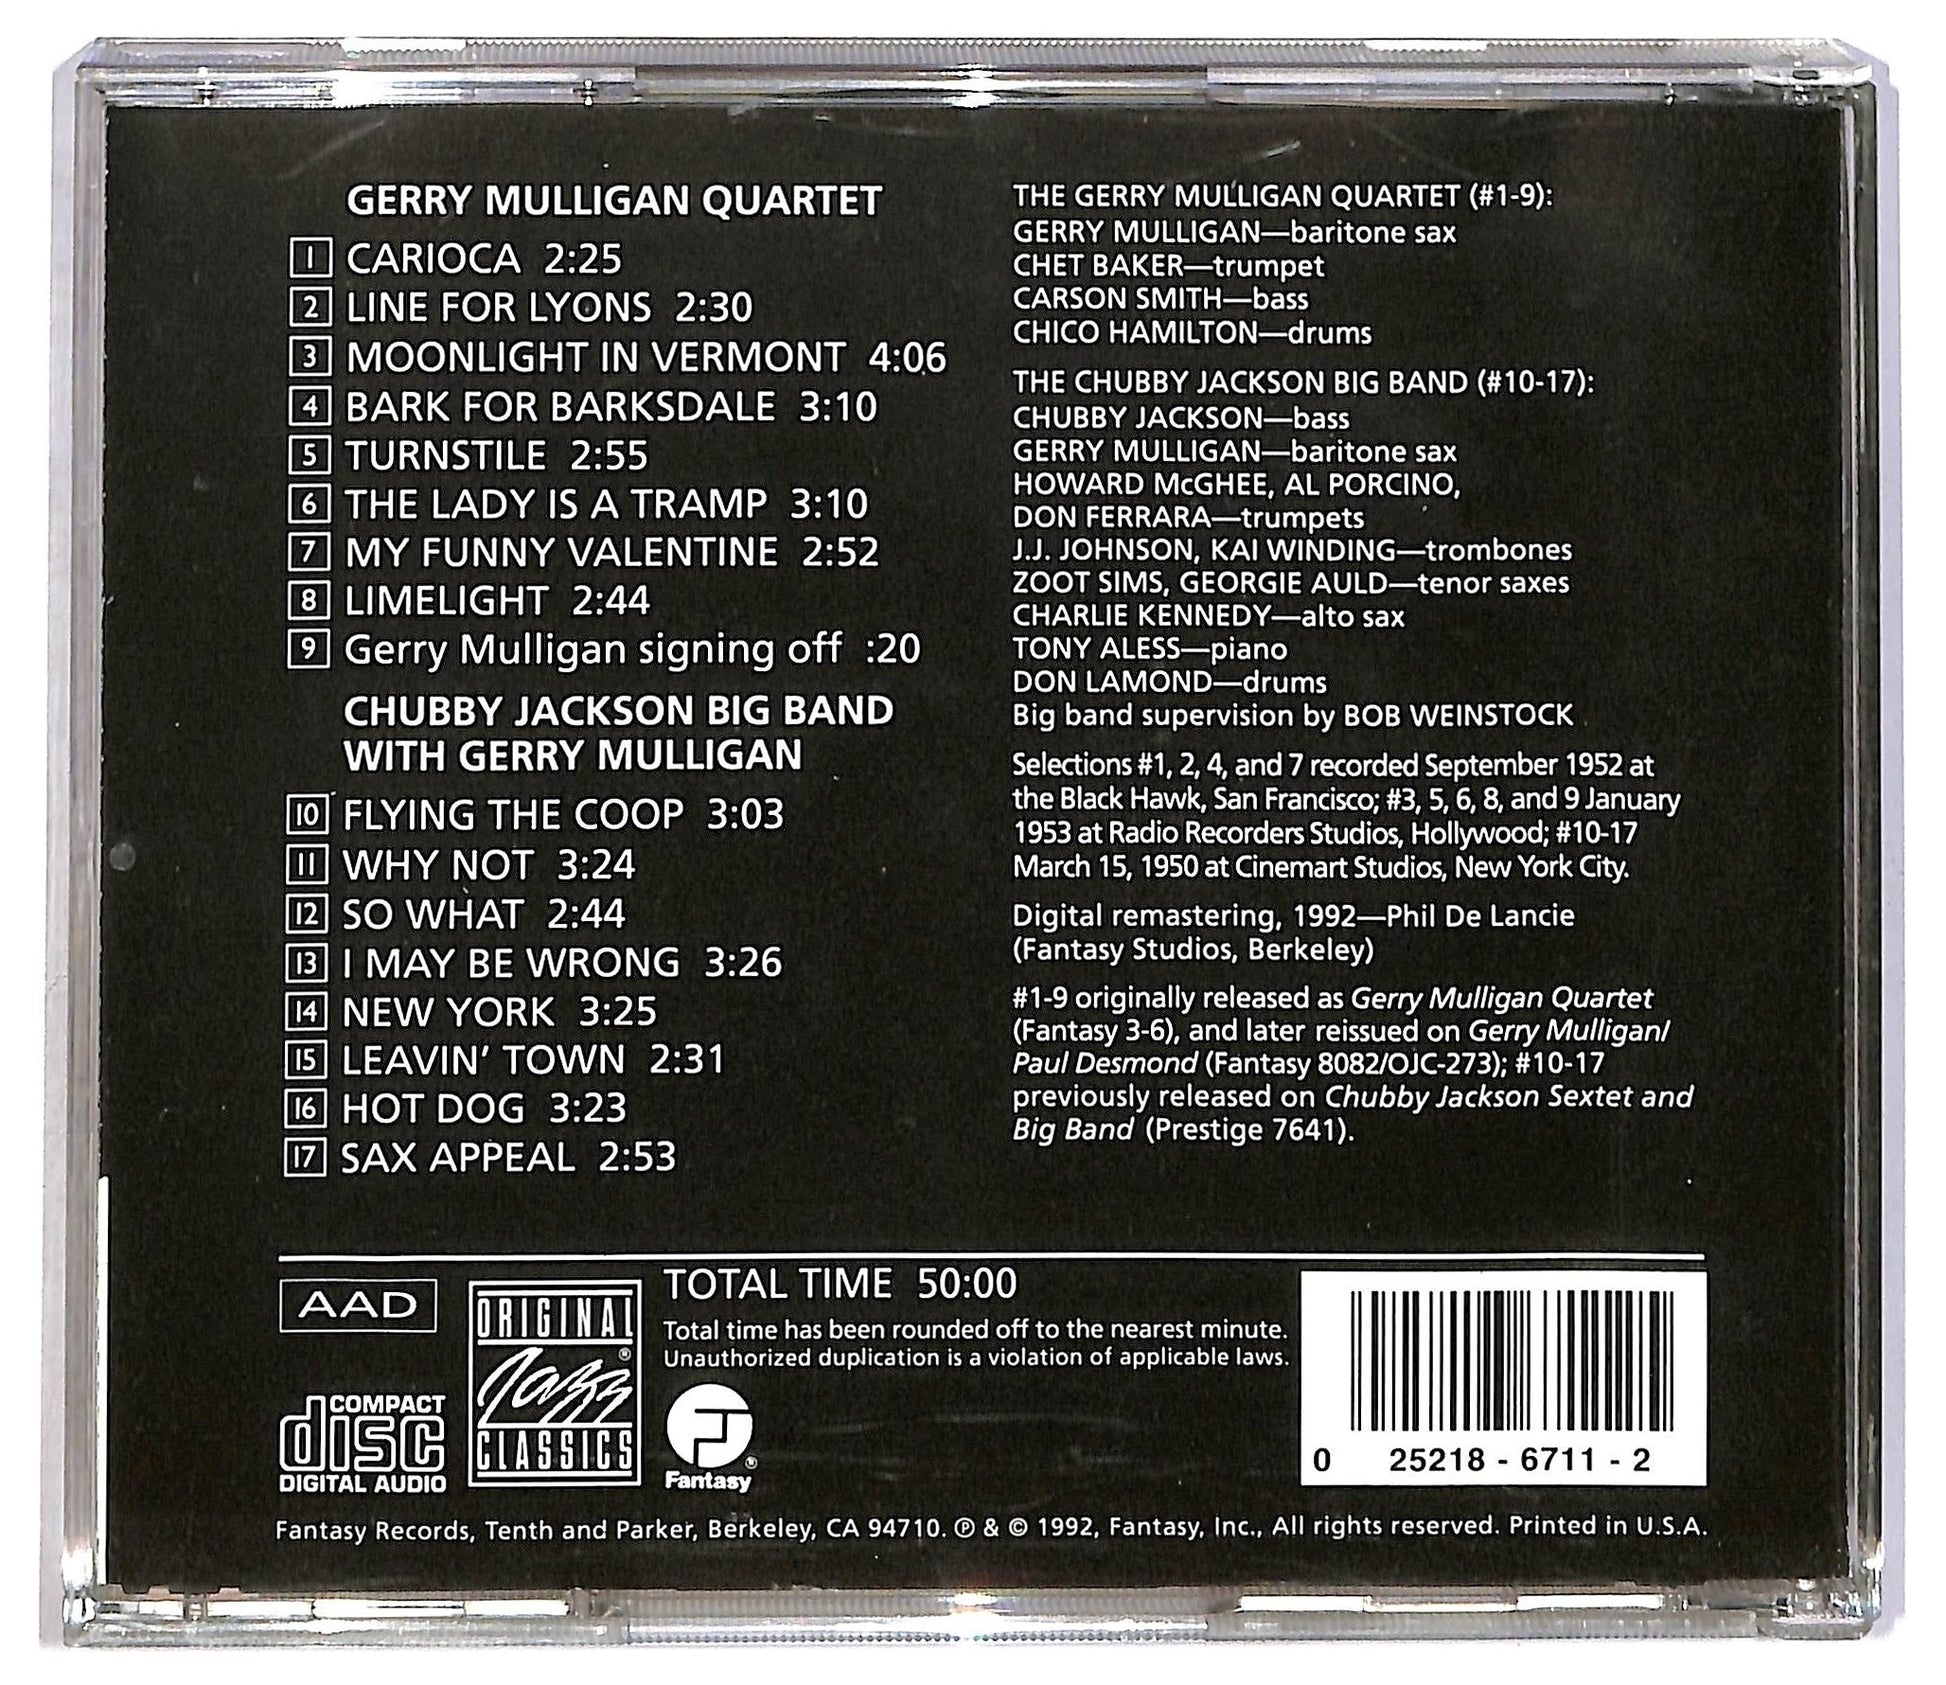 GERRY MULLIGAN QUARTET
1 CARIOCA 2:25
2 LINE FOR LYONS 2:30
3 MOONLIGHT IN VERMONT 4:06
4 BARK FOR BARKSDALE 3:10
5 TURNSTILE 2:55
6 THE LADY IS A TRAMP 3:10
7 MY FUNNY VALENTINE 2:52
8 LIMELIGHT 2:44
9 Gerry Mulligan signing off :20
CHUBBY JACKSON BIG BAND
WITH GERRY MULLIGAN
10 FLYING THE COOP 3:03
11 WHY NOT 3:24
12 SO WHAT 2:44
13 I MAY BE WRONG 3:26
14 NEW YORK 3:25
15 LEAVIN' TOWN 2:31
16 HOT DOG 3:23
17 SAX APPEAL 2:53
THE GERRY MULLIGAN QUARTET (#1-9):
GERRY MULLIGAN—baritone sax
CHET BAKER—trumpet
CARSON SMITH—bass
CHICO HAMILTON—drums
THE CHUBBY JACKSON BIG BAND (#10-17):
CHUBBY JACKSON—bass
GERRY MULLIGAN—baritone sax
HOWARD McGHEE, AL PORCINO,
DON FERRARA—trumpets
J.J. JOHNSON, KAI WINDING—trombones
ZOOT SIMS, GEORGIE AULD—tenor saxes
CHARLIE KENNEDY—alto sax
TONY ALESS—piano
DON LAMOND—drums
Big band supervision by BOB WEINSTOCK
Selections #1, 2, 4, and 7 recorded September 1952 at
the Black Hawk, San Francisco; #3, 5, 6, 8, and 9 January
1953 at Radio Recorders Studios, Hollywood; #10-17
March 15, 1950 at Cinemart Studios, New York City.
Digital remastering, 1992—Phil De Lancie
(Fantasy Studios, Berkeley)
#1-9 originally released as Gerry Mulligan Quartet
(Fantasy 3-6), and later reissued on Gerry Mulligan/
Paul Desmond (Fantasy 8082/OJC-273); #10-17
previously released on Chubby Jackson Sextet and
Big Band (Prestige 7641).
AAD
COMPACT
disc
DIGITAL AUDIO
ORIGINAL
Jazz ®
CLASSICS
TOTAL TIME 50:00
Total time has been rounded off to the nearest minute.
Unauthorized duplication is a violation of applicable laws.
F ®
Fantasy
0 25218 - 6711 - 2
Fantasy Records, Tenth and Parker, Berkeley, CA 94710. ℗ & © 1992, Fantasy, Inc., All rights reserved. Printed in U.S.A.